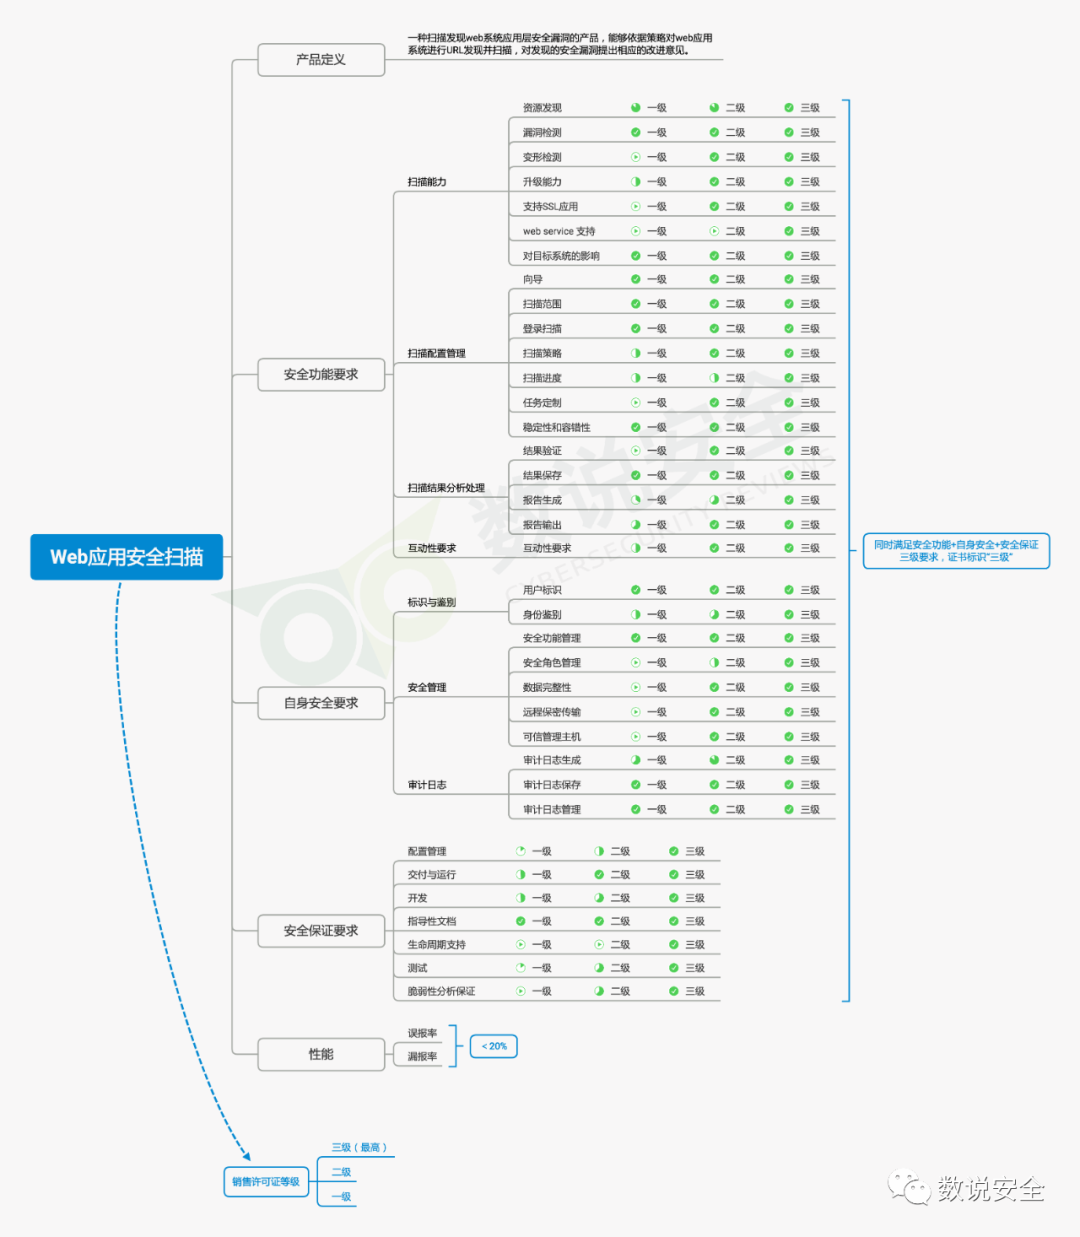 一种扫描发现web系统应用层安全漏洞的产品，能够依据策略对web应用
系统进行URL发现并扫描，对发现的安全漏洞提出相应的改进意见。
产品定义
资源发现 一级 二级 三级
漏洞检测 一级 二级 三级
变形检测 一级 二级 三级
扫描能力
升级能力 一级 二级 三级
支持SSL应用 一级 二级 三级
web service 支持 一级 二级 三级
对目标系统的影响 一级 二级 三级
向导 一级 二级 三级
扫描范围 一级 二级 三级
登录扫描 一级 二级 三级
扫描配置管理
扫描策略 一级 二级 三级
安全功能要求
扫描进度 一级 二级 三级
任务定制 一级 二级 三级
稳定性和容错性 一级 二级 三级
结果验证 一级 二级 三级
结果保存 一级 二级 三级
扫描结果分析处理
报告生成 一级 二级 三级
报告输出 一级 二级 三级
互动性要求
互动性要求 一级 二级 三级
Web应用安全扫描
同时满足安全功能+自身安全+安全保证
三级要求，证书标识“三级”
用户标识 一级 二级 三级
标识与鉴别
身份鉴别 一级 二级 三级
安全功能管理 一级 二级 三级
安全角色管理 一级 二级 三级
安全管理
数据完整性 一级 二级 三级
自身安全要求
远程保密传输 一级 二级 三级
可信管理主机 一级 二级 三级
审计日志生成 一级 二级 三级
审计日志
审计日志保存 一级 二级 三级
审计日志管理 一级 二级 三级
配置管理 一级 二级 三级
交付与运行 一级 二级 三级
开发 一级 二级 三级
安全保证要求
指导性文档 一级 二级 三级
生命周期支持 一级 二级 三级
测试 一级 二级 三级
脆弱性分析保证 一级 二级 三级
性能
误报率
漏报率
＜20%
销售许可证等级
三级（最高）
二级
一级
数说安全
CYBERSECURITY REVIEWS
数说安全